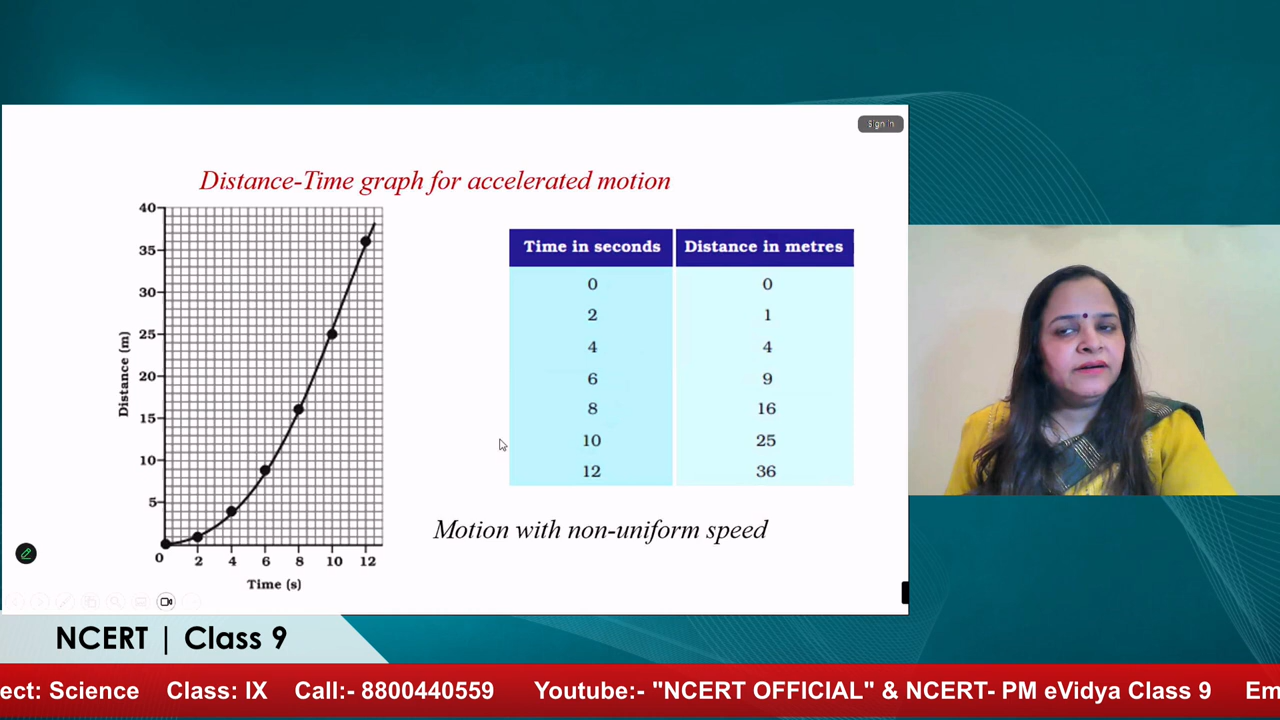 Sign in
Distance-Time graph for accelerated motion
40
35
30
25
20
15
10
5
0 2 4 6 8 10 12
Distance (m)
Time (s)
Time in seconds Distance in metres
0 0
2 1
4 4
6 9
8 16
10 25
12 36
Motion with non-uniform speed
NCERT | Class 9
ect: Science Class: IX Call:- 8800440559 Youtube:- "NCERT OFFICIAL" & NCERT- PM eVidya Class 9 Em